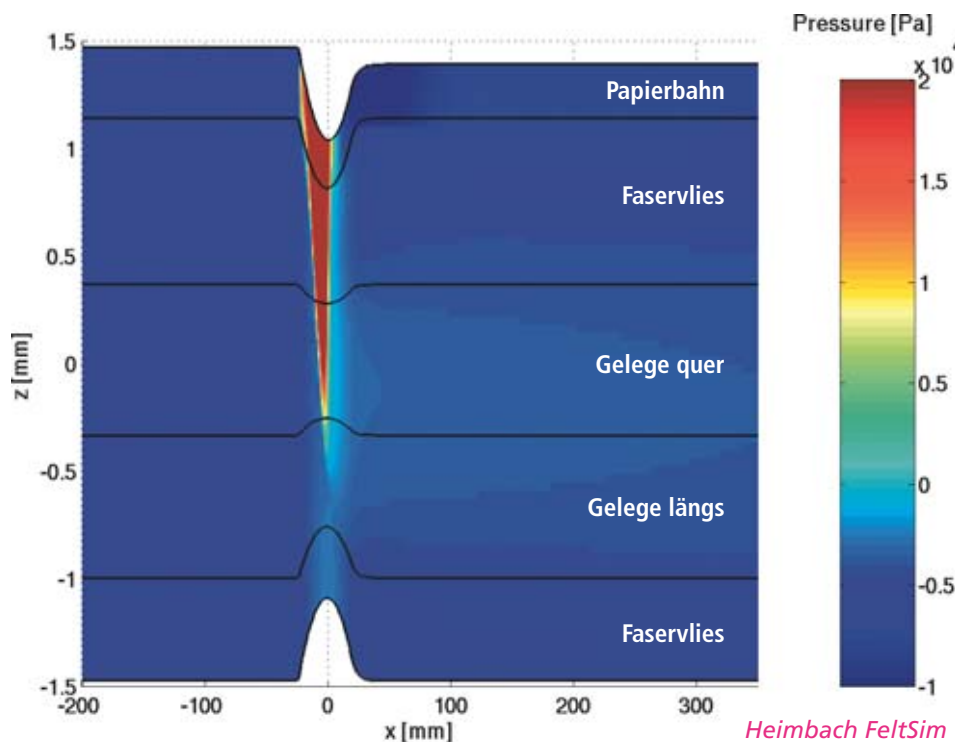 Pressure [Pa]
x 10
1.5
1
0.5
0
-0.5
-1
-1.5
z [mm]
-200
-100
0
100
200
300
x [mm]
Papierbahn
Faservlies
Gelege quer
Gelege längs
Faservlies
2
1.5
1
0.5
0
-0.5
-1
Heimbach FeltSim